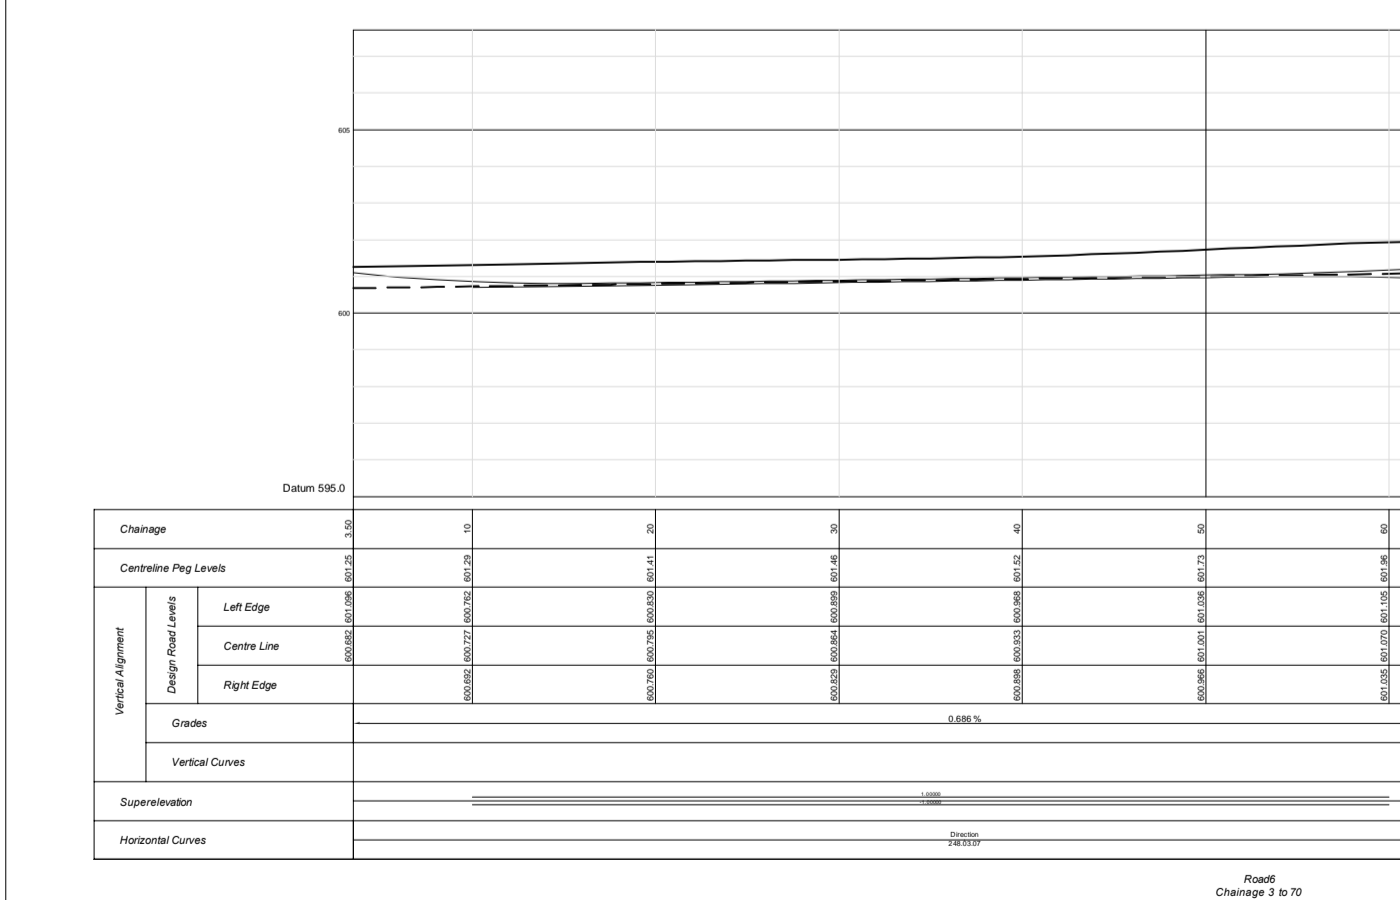 605
600
Datum 595.0
Chainage 3.50 10 20 30 40 50 60
Centreline Peg Levels 601.25 601.29 601.41 601.46 601.52 601.73 601.96
Vertical Alignment
Design Road Levels
Left Edge 601.096 600.762 600.830 600.899 600.968 601.036 601.105
Centre Line 600.682 600.727 600.795 600.864 600.933 601.001 601.070
Right Edge 600.692 600.760 600.829 600.898 600.966 601.035
Grades 0.686 %
Vertical Curves
Superelevation
1.00000
-1.00000
Horizontal Curves
Direction
248.03.07
Road6
Chainage 3 to 70